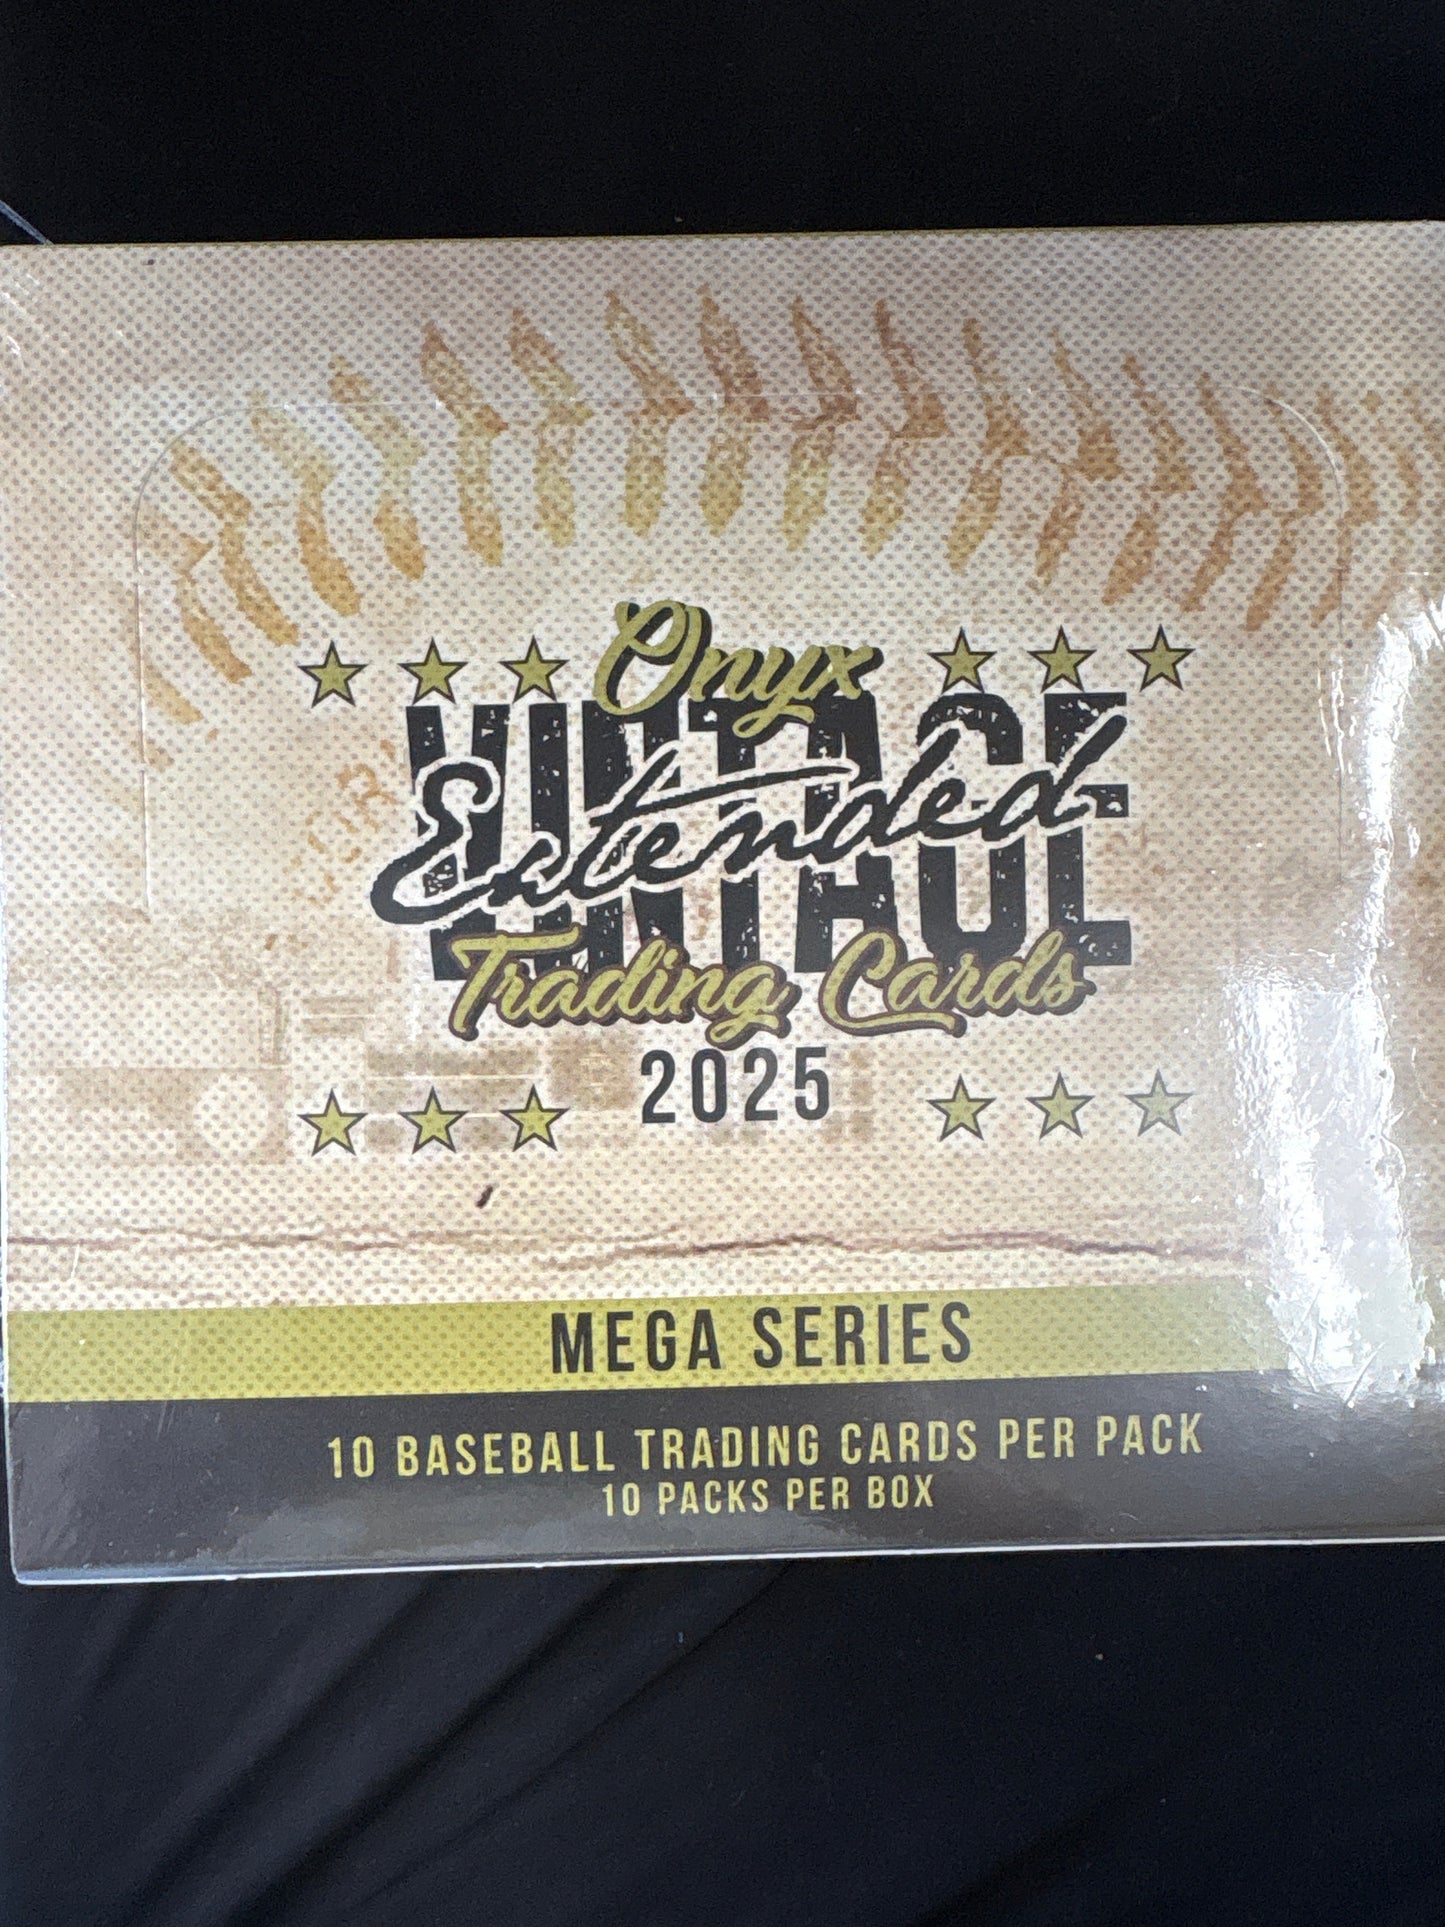 Onyx
VINTAGE
Extended
Trading Cards
2025
MEGA SERIES
10 BASEBALL TRADING CARDS PER PACK
10 PACKS PER BOX